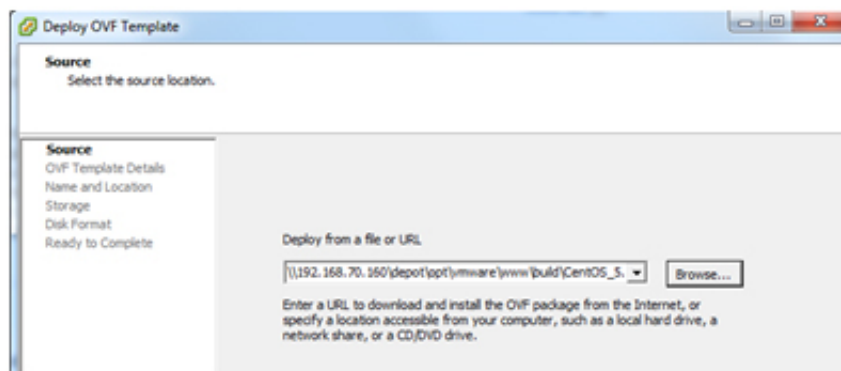 Deploy OVF Template
Source
Select the source location.
Source
OVF Template Details
Name and Location
Storage
Disk Format
Ready to Complete
Deploy from a file or URL
\\192.168.70.160\depot\ppt\vmware\www\build\CentOS_5.
Browse...
Enter a URL to download and install the OVF package from the Internet, or
specify a location accessible from your computer, such as a local hard drive, a
network share, or a CD/DVD drive.